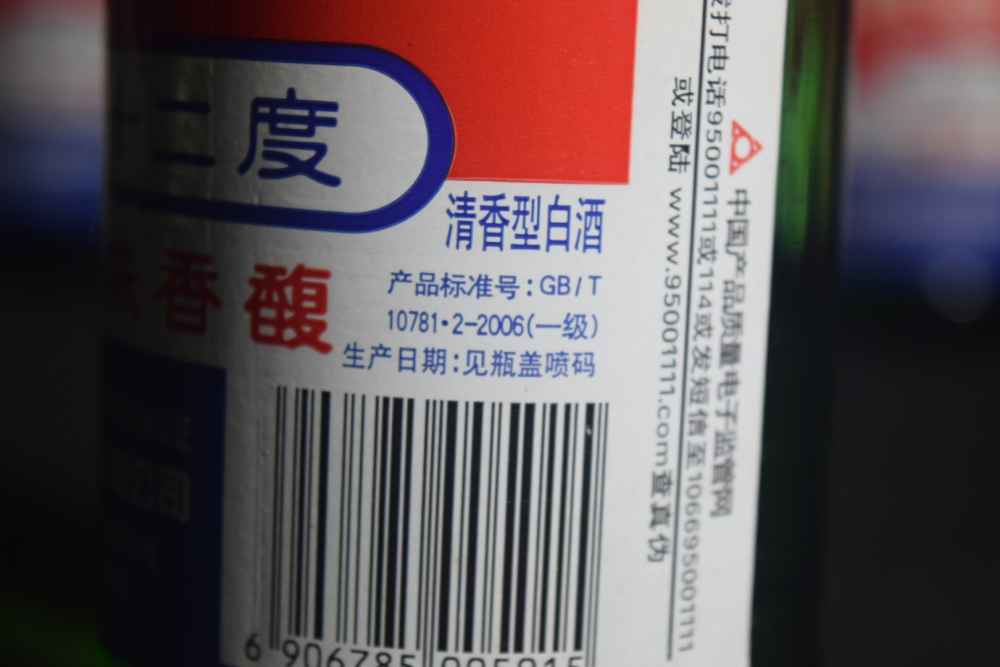 二度
香馥
清香型白酒
产品标准号:GB/T
10781·2-2006(一级)
生产日期:见瓶盖喷码
6 906785
中国产品质量电子监管网
打电话95001111或114或发短信至1066950001111
或登陆 www.95001111.com查真伪